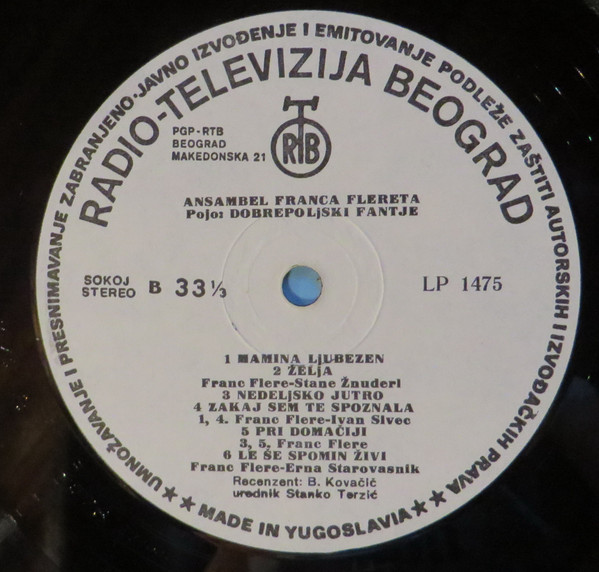 UMNOŽAVANJE I PRESNIMAVANJE ZABRANJENO·JAVNO IZVOĐENJE I EMITOVANJE PODLEŽE ZAŠTITI AUTORSKIH I IZVOĐAČKIH PRAVA
RADIO-TELEVIZIJA BEOGRAD
PGP-RTB
BEOGRAD
MAKEDONSKA 21
RTB
ANSAMBEL FRANCA FLERETA
Pojo: DOBREPOLjSKI FANTJE
SOKOJ
STEREO B 33 ⅓
LP 1475
1 MAMINA LjUBEZEN
2 ŽELjA
Franc Flere-Stane Žnuderl
3 NEDELjSKO JUTRO
4 ZAKAJ SEM TE SPOZNALA
1, 4. Franc Flere-Ivan Sivec
5 PRI DOMAČIJI
3, 5, Franc Flere
6 LE ŠE SPOMIN ŽIVI
Franc Flere-Erna Starovasnik
Recenzent: B. Kovačič
urednik Stanko Terzić
★★ MADE IN YUGOSLAVIA ★★